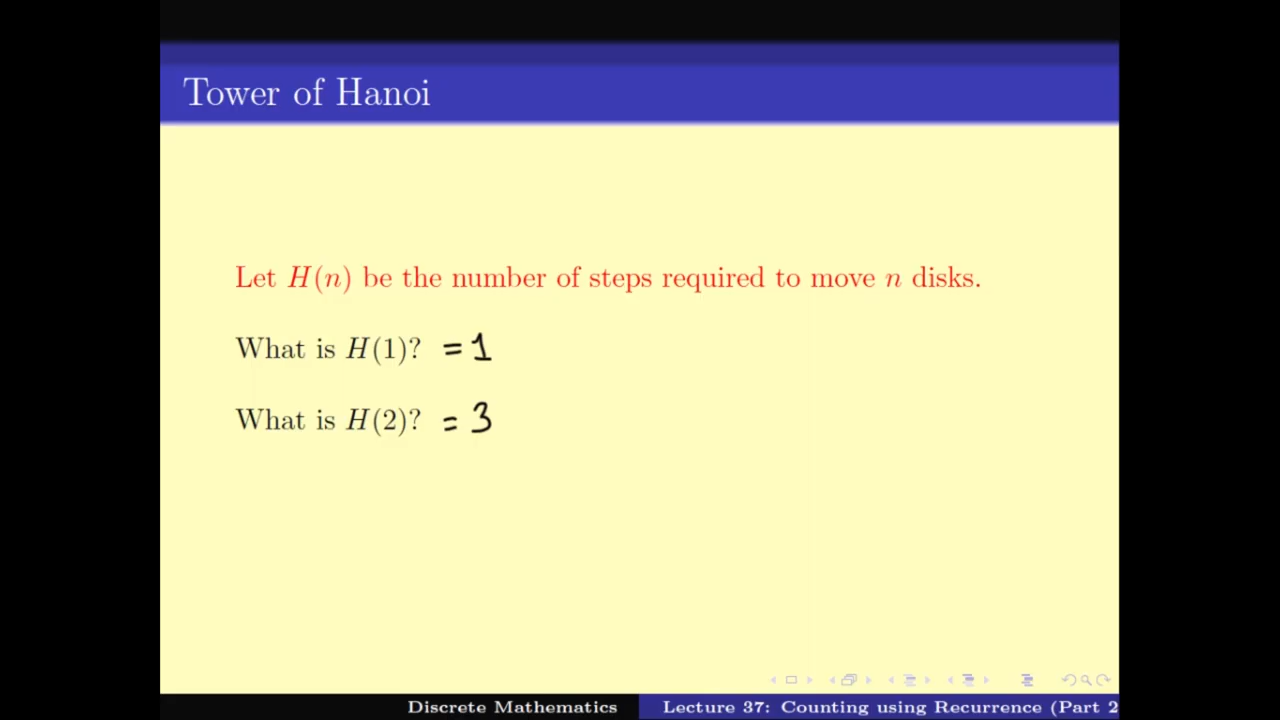 Tower of Hanoi
Let H(n) be the number of steps required to move n disks.
What is H(1)? = 1
What is H(2)? = 3
Discrete Mathematics Lecture 37: Counting using Recurrence (Part 2